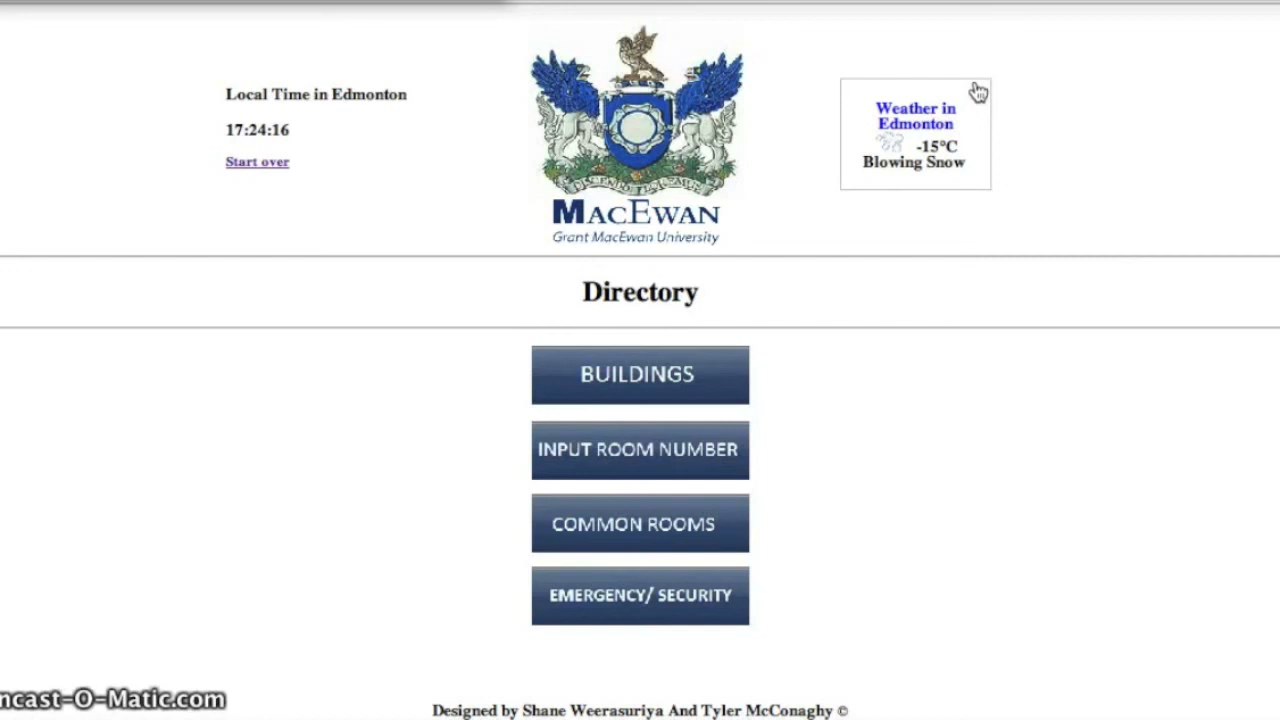 Local Time in Edmonton
17:24:16
Start over
MACEWAN
Grant MacEwan University
Weather in
Edmonton
-15°C
Blowing Snow
Directory
BUILDINGS
INPUT ROOM NUMBER
COMMON ROOMS
EMERGENCY/ SECURITY
ncast-O-Matic.com
Designed by Shane Weerasuriya And Tyler McConaghy ©